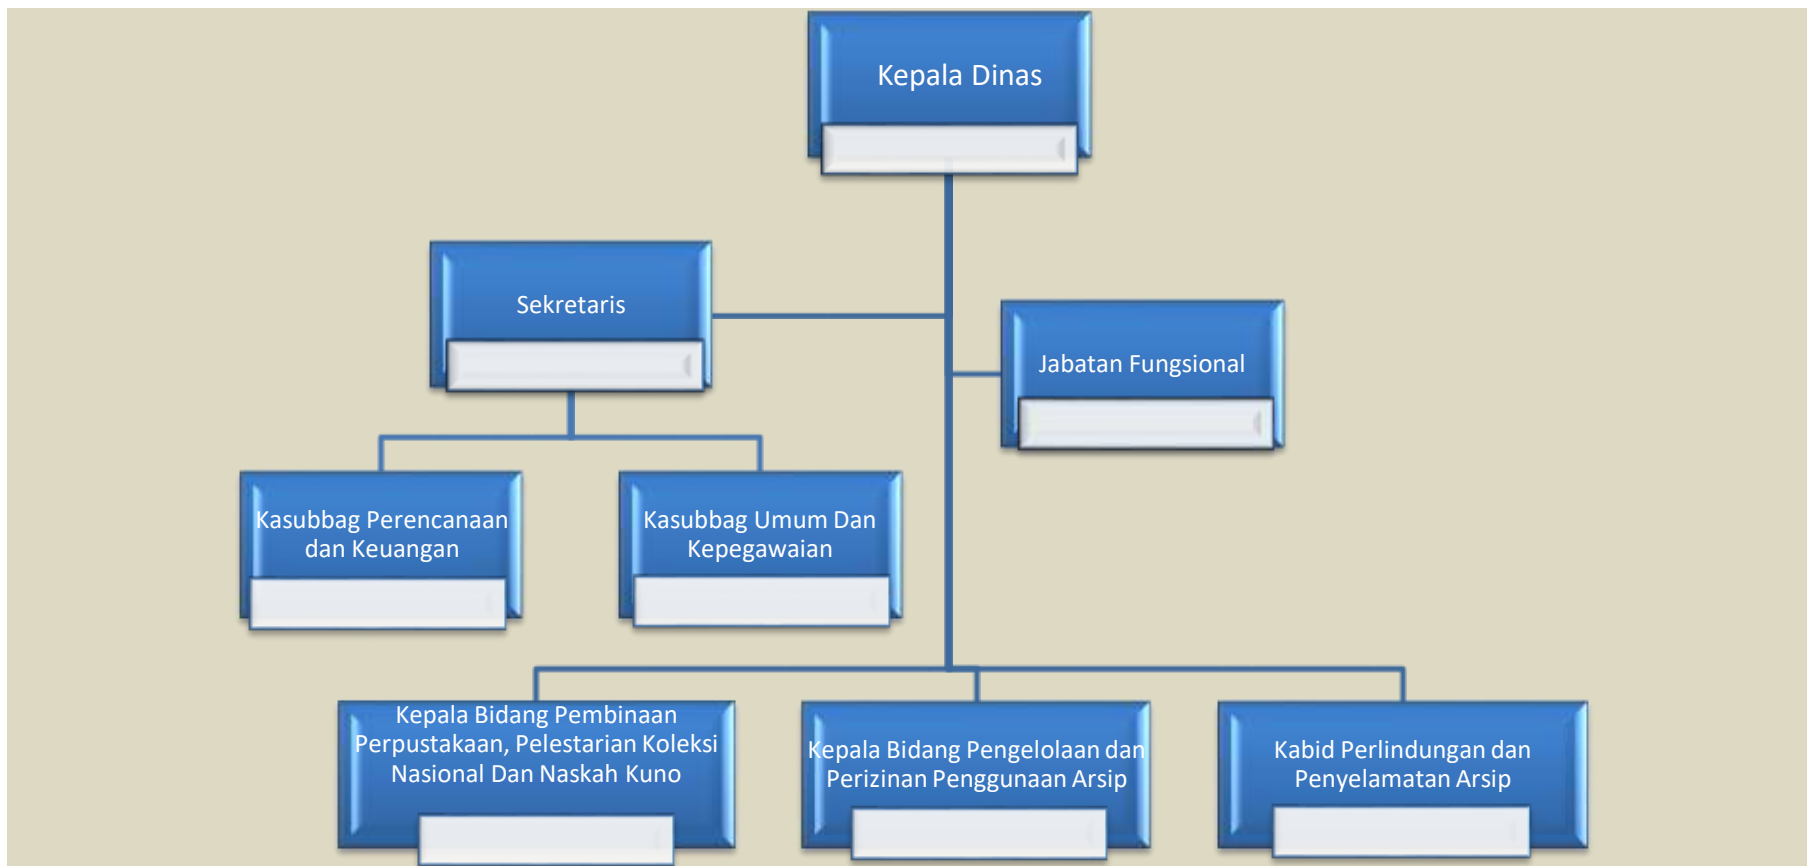 Kepala Dinas
Sekretaris
Jabatan Fungsional
Kasubbag Perencanaan
dan Keuangan
Kasubbag Umum Dan
Kepegawaian
Kepala Bidang Pembinaan
Perpustakaan, Pelestarian Koleksi
Nasional Dan Naskah Kuno
Kepala Bidang Pengelolaan dan
Perizinan Penggunaan Arsip
Kabid Perlindungan dan
Penyelamatan Arsip